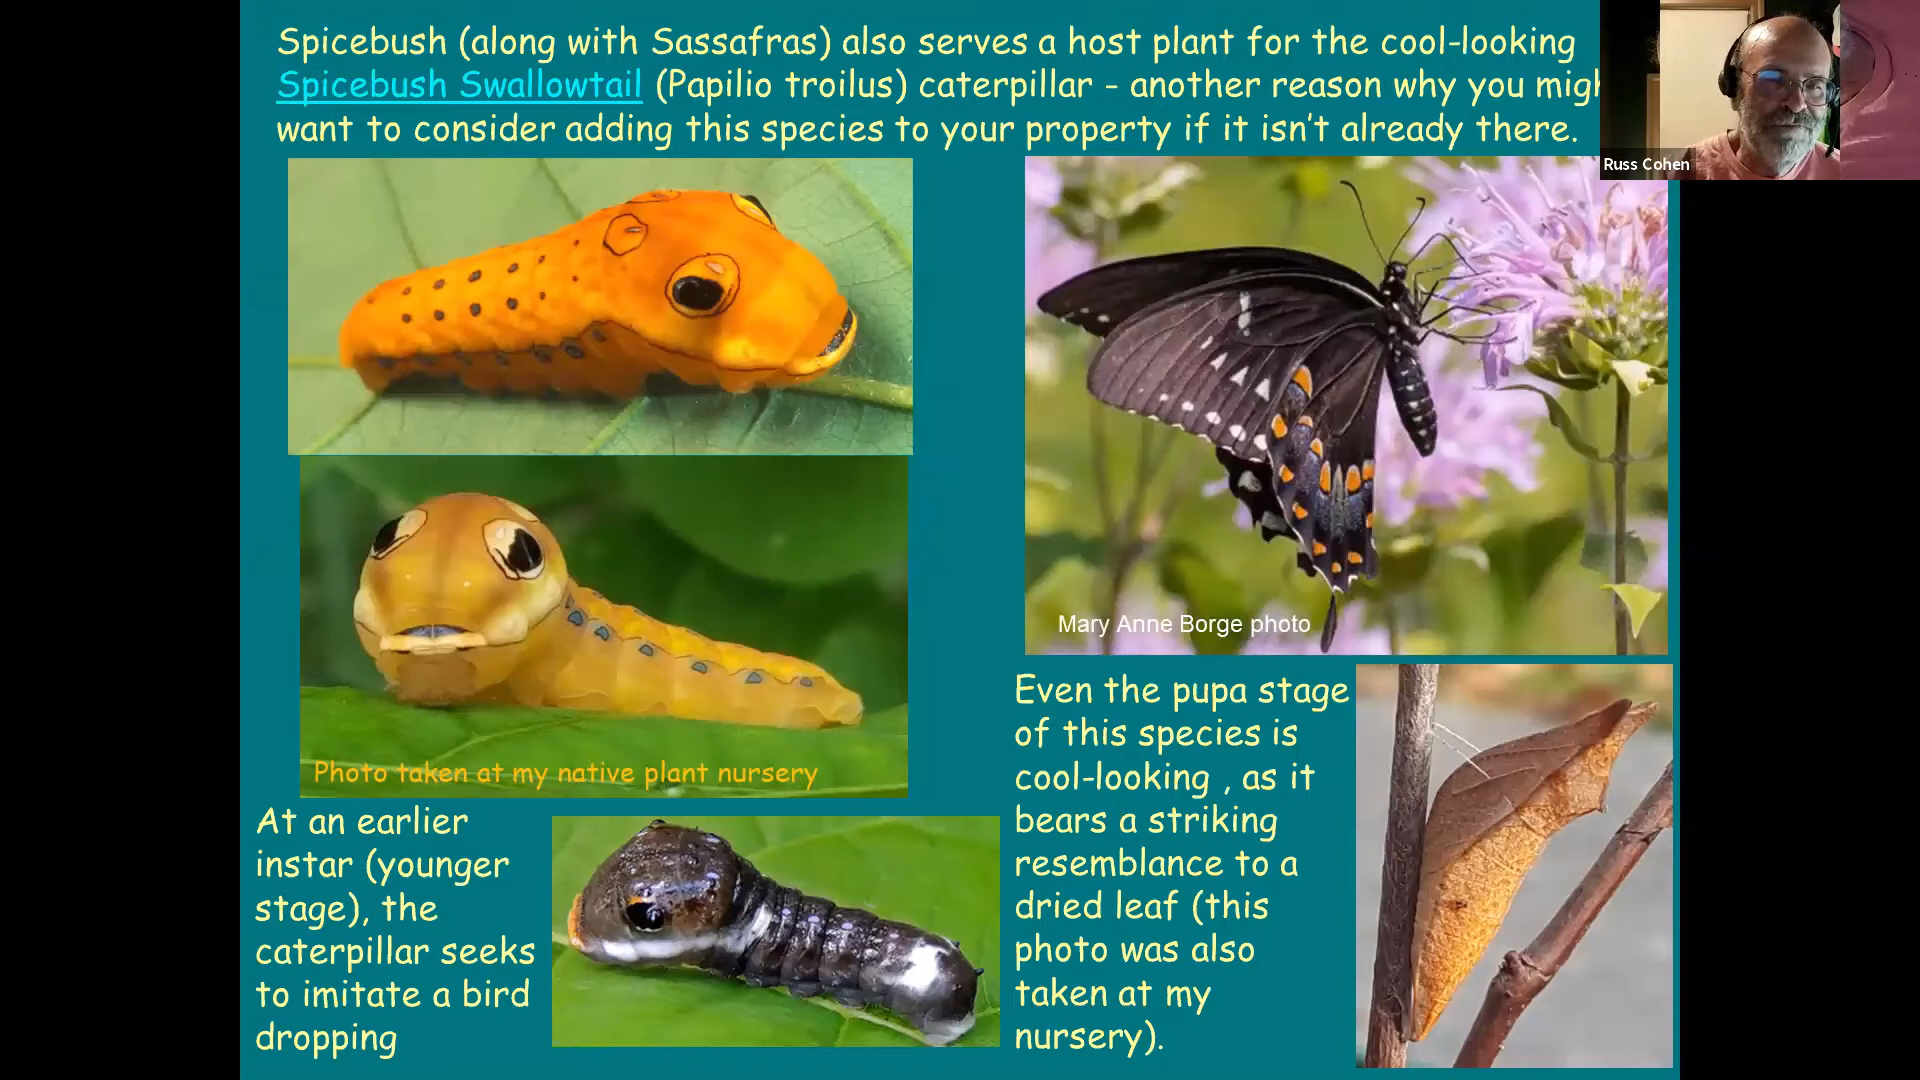 Spicebush (along with Sassafras) also serves a host plant for the cool-looking
Spicebush Swallowtail (Papilio troilus) caterpillar - another reason why you
want to consider adding this species to your property if it isn't already there.
Russ Cohen
Mary Anne Borge photo
Photo taken at my native plant nursery
At an earlier
instar (younger
stage), the
caterpillar seeks
to imitate a bird
dropping
Even the pupa stage
of this species is
cool-looking , as it
bears a striking
resemblance to a
dried leaf (this
photo was also
taken at my
nursery).